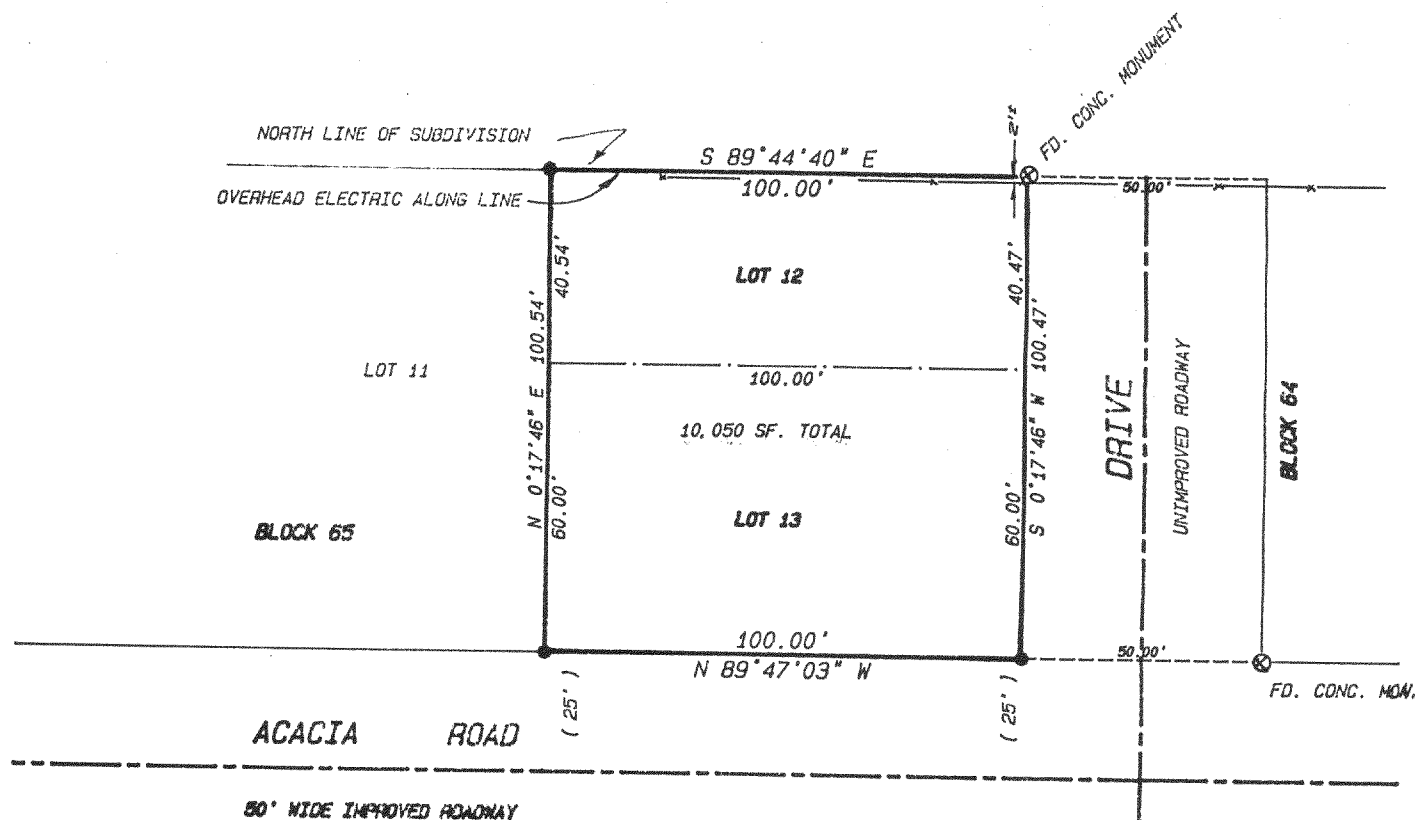 FD. CONC. MONUMENT
2'±
NORTH LINE OF SUBDIVISION
S 89°44'40" E
100.00'
50.00'
OVERHEAD ELECTRIC ALONG LINE
40.54'
40.47'
LOT 12
N 0°17'46" E 100.54'
S 0°17'46" W 100.47'
LOT 11
100.00'
10,050 SF. TOTAL
DRIVE
UNIMPROVED ROADWAY
BLOCK 64
60.00'
60.00'
LOT 13
BLOCK 65
100.00'
N 89°47'03" W
50.00'
FD. CONC. MON.
(25')
(25')
ACACIA ROAD
50' WIDE IMPROVED ROADWAY